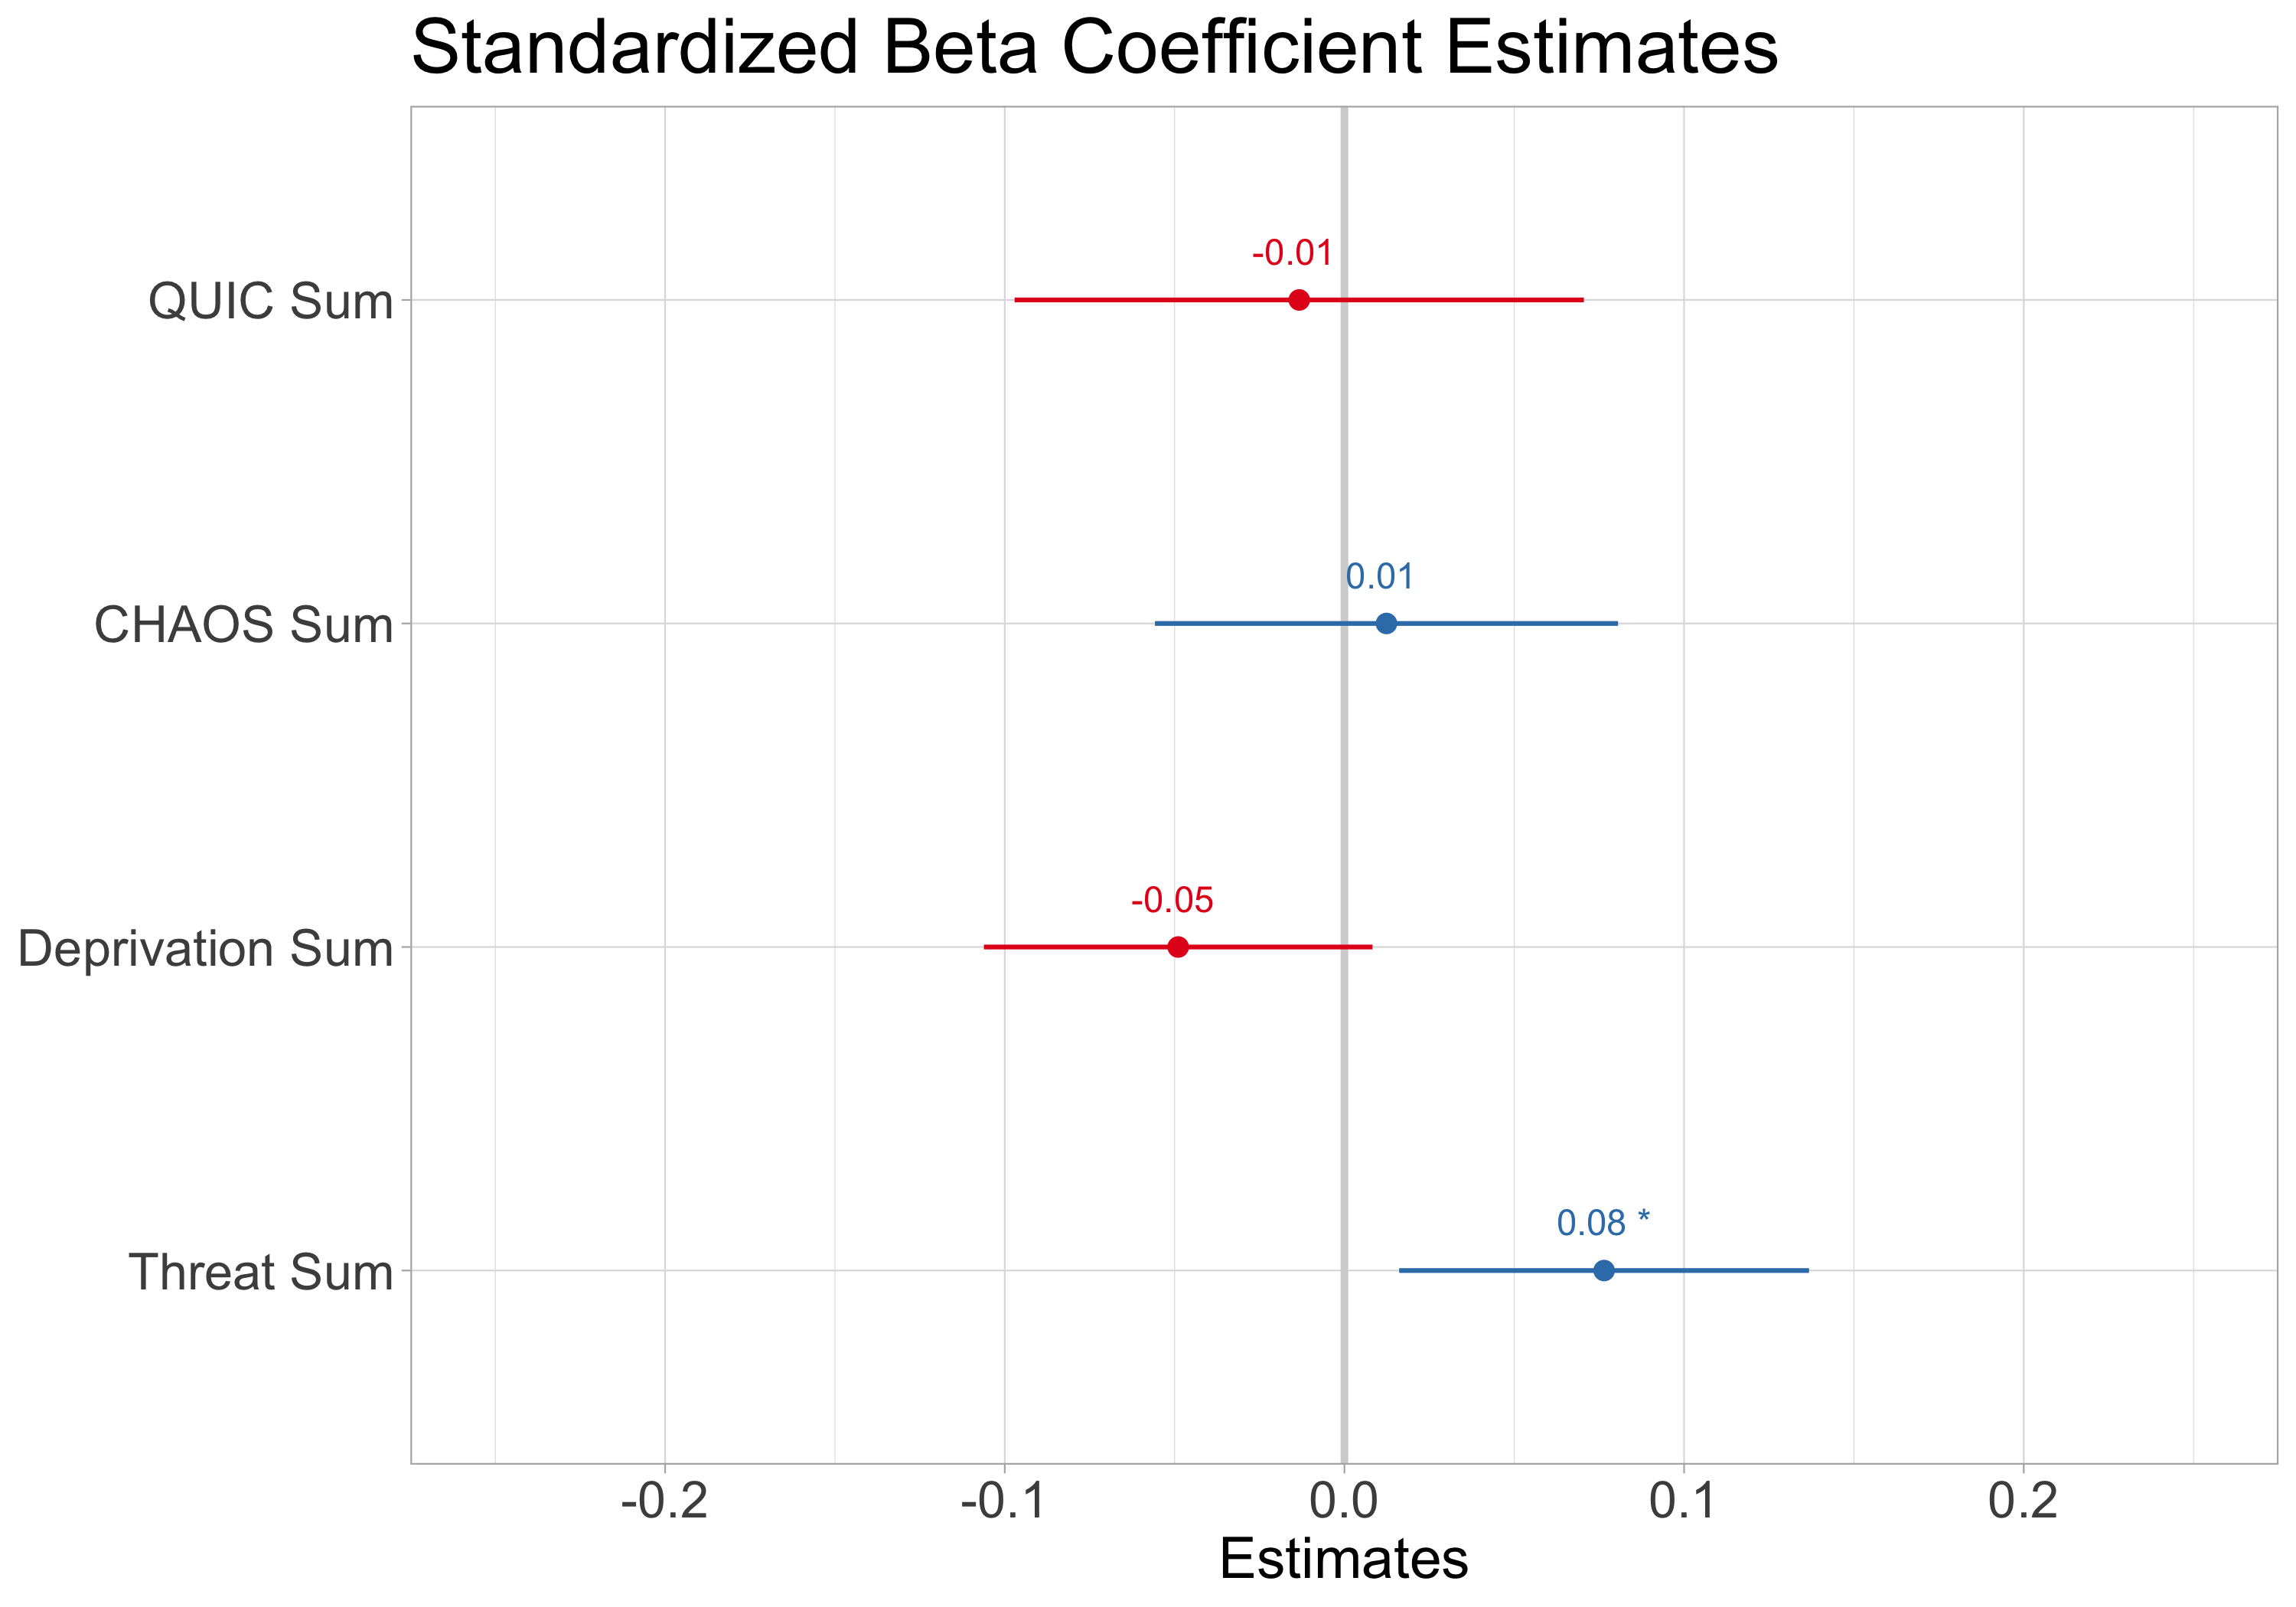 Standardized Beta Coefficient Estimates
QUIC Sum
-0.01
CHAOS Sum
0.01
Deprivation Sum
-0.05
Threat Sum
0.08 *
-0.2 -0.1 0.0 0.1 0.2
Estimates